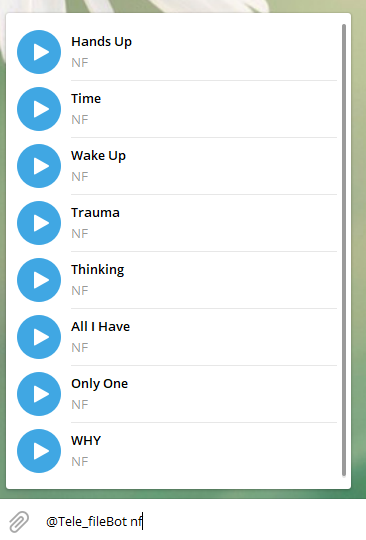 Hands Up
NF
Time
NF
Wake Up
NF
Trauma
NF
Thinking
NF
All I Have
NF
Only One
NF
WHY
NF
@Tele_fileBot nf